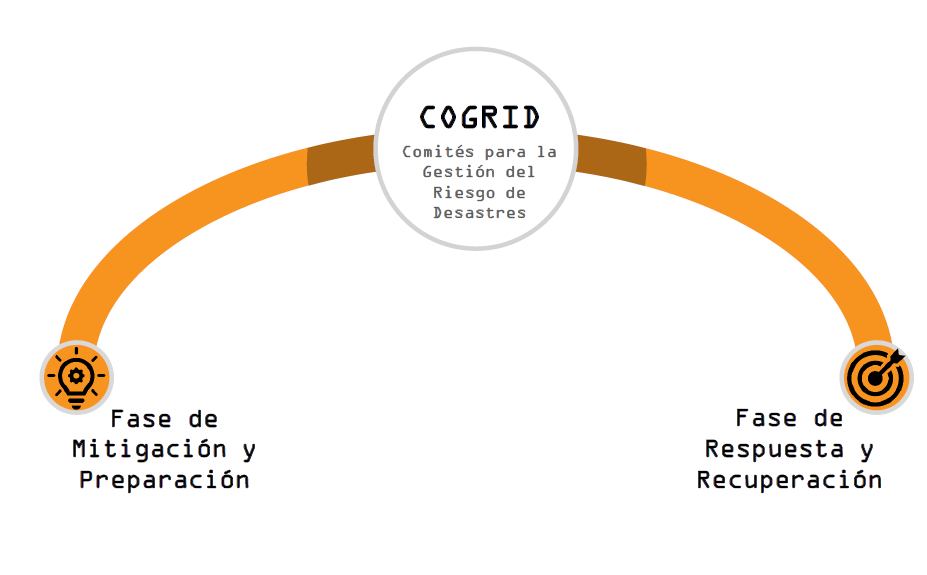 COGRID
Comités para la
Gestión del
Riesgo de
Desastres
Fase de
Mitigación y
Preparación
Fase de
Respuesta y
Recuperación